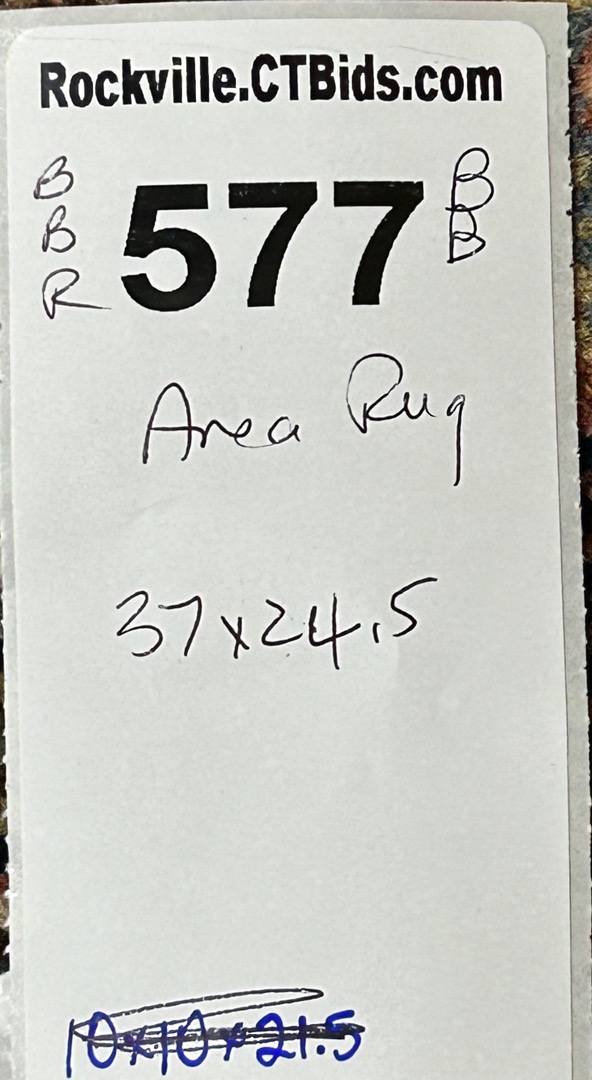 Rockville.CTBids.com
B
B
R
577
B
B
Area Rug
37x24.5
10x10x21.5